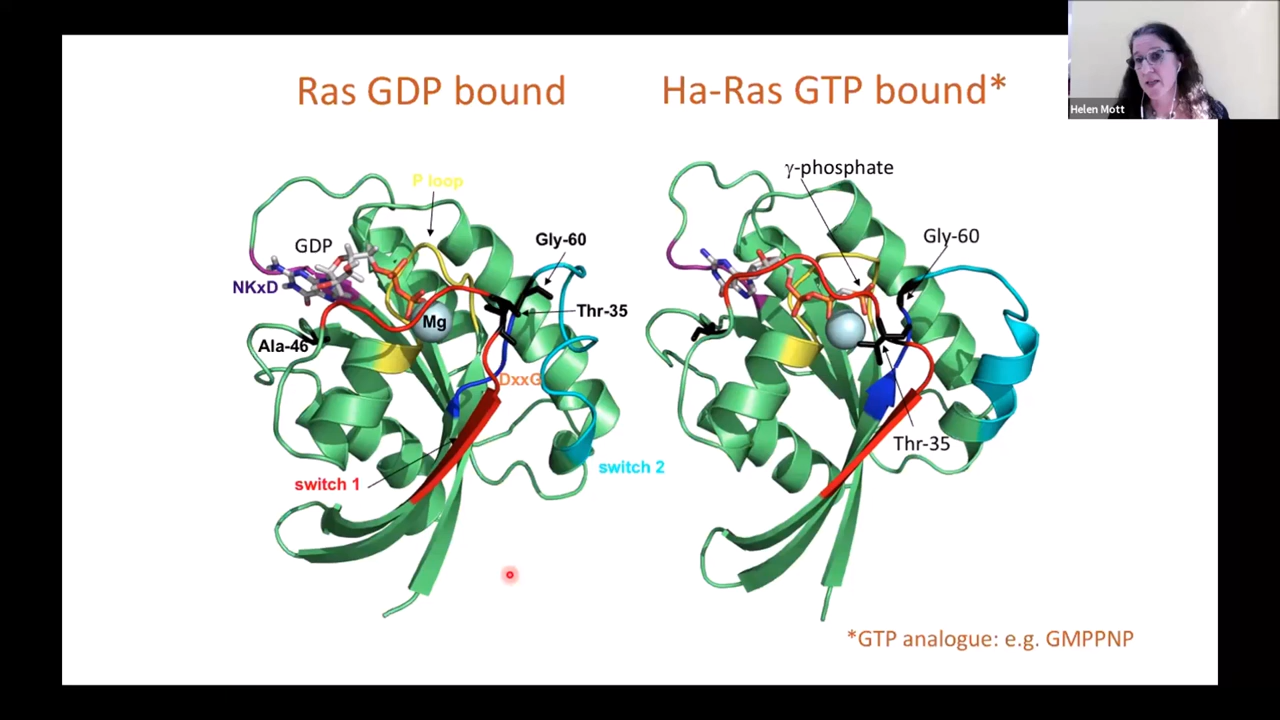 Ras GDP bound
Ha-Ras GTP bound*
Helen Mott
P loop
γ-phosphate
GDP
Gly-60
Gly-60
NKxD
Mg
Thr-35
Ala-46
DxxG
Thr-35
switch 2
switch 1
*GTP analogue: e.g. GMPPNP